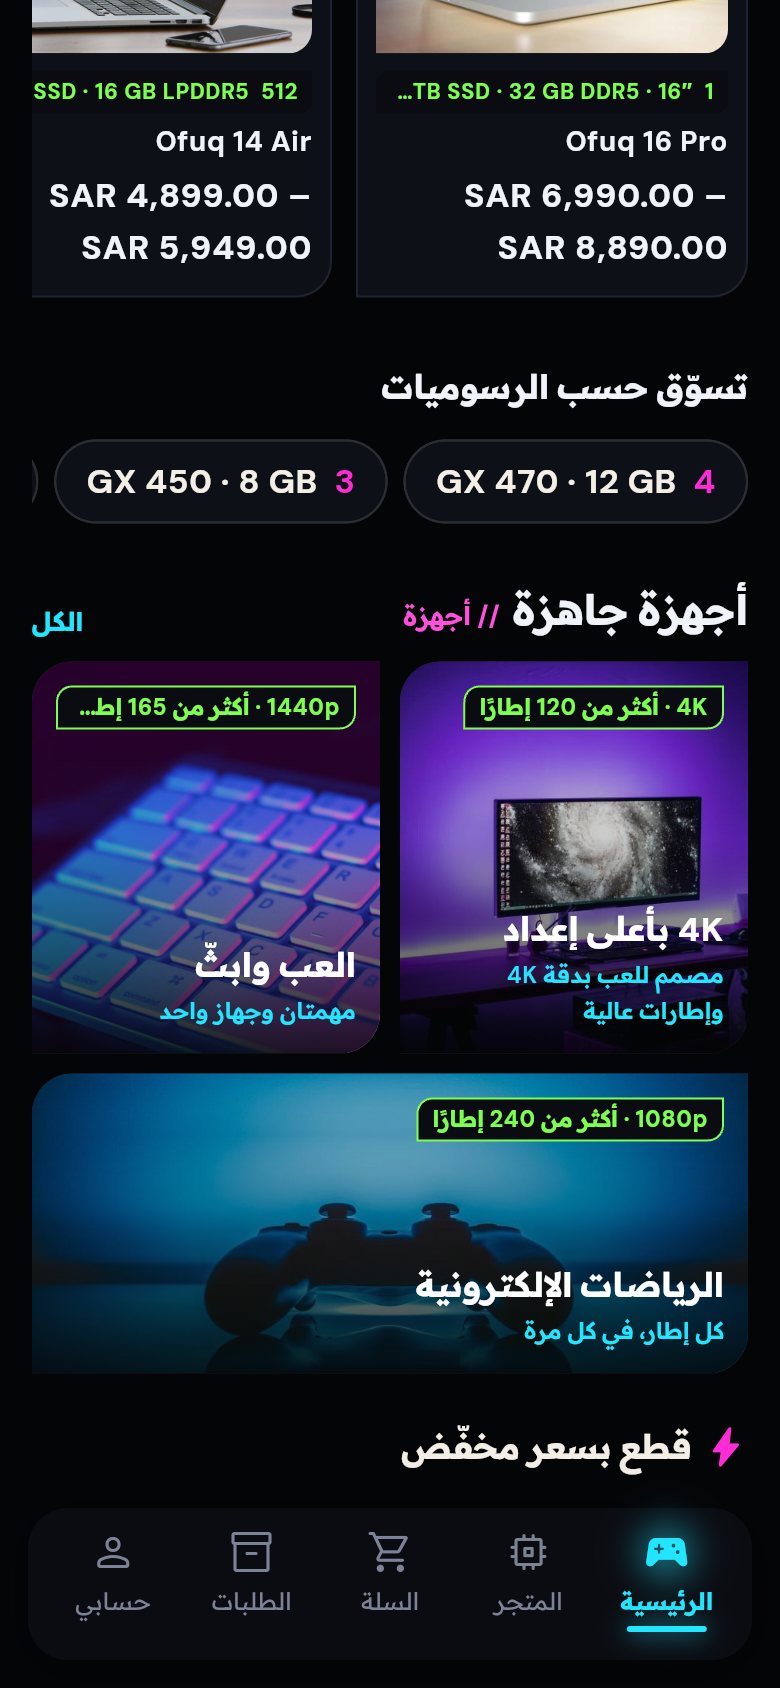 1 TB SSD · 32 GB DDR5 · 16″…
Ofuq 16 Pro
SAR 6,990.00 –
SAR 8,890.00
512 SSD · 16 GB LPDDR5
Ofuq 14 Air
SAR 4,899.00 –
SAR 5,949.00
تسوّق حسب الرسوميات
GX 470 · 12 GB 4
GX 450 · 8 GB 3
أجهزة جاهزة // أجهزة
الكل
4K · أكثر من 120 إطارًا
4K بأعلى إعداد
مصمم للعب بدقة 4K
وإطارات عالية
1440p · أكثر من 165 إطـ…
العب وابثّ
مهمتان وجهاز واحد
1080p · أكثر من 240 إطارًا
الرياضات الإلكترونية
كل إطار، في كل مرة
قطع بسعر مخفّض
الرئيسية
المتجر
السلة
الطلبات
حسابي